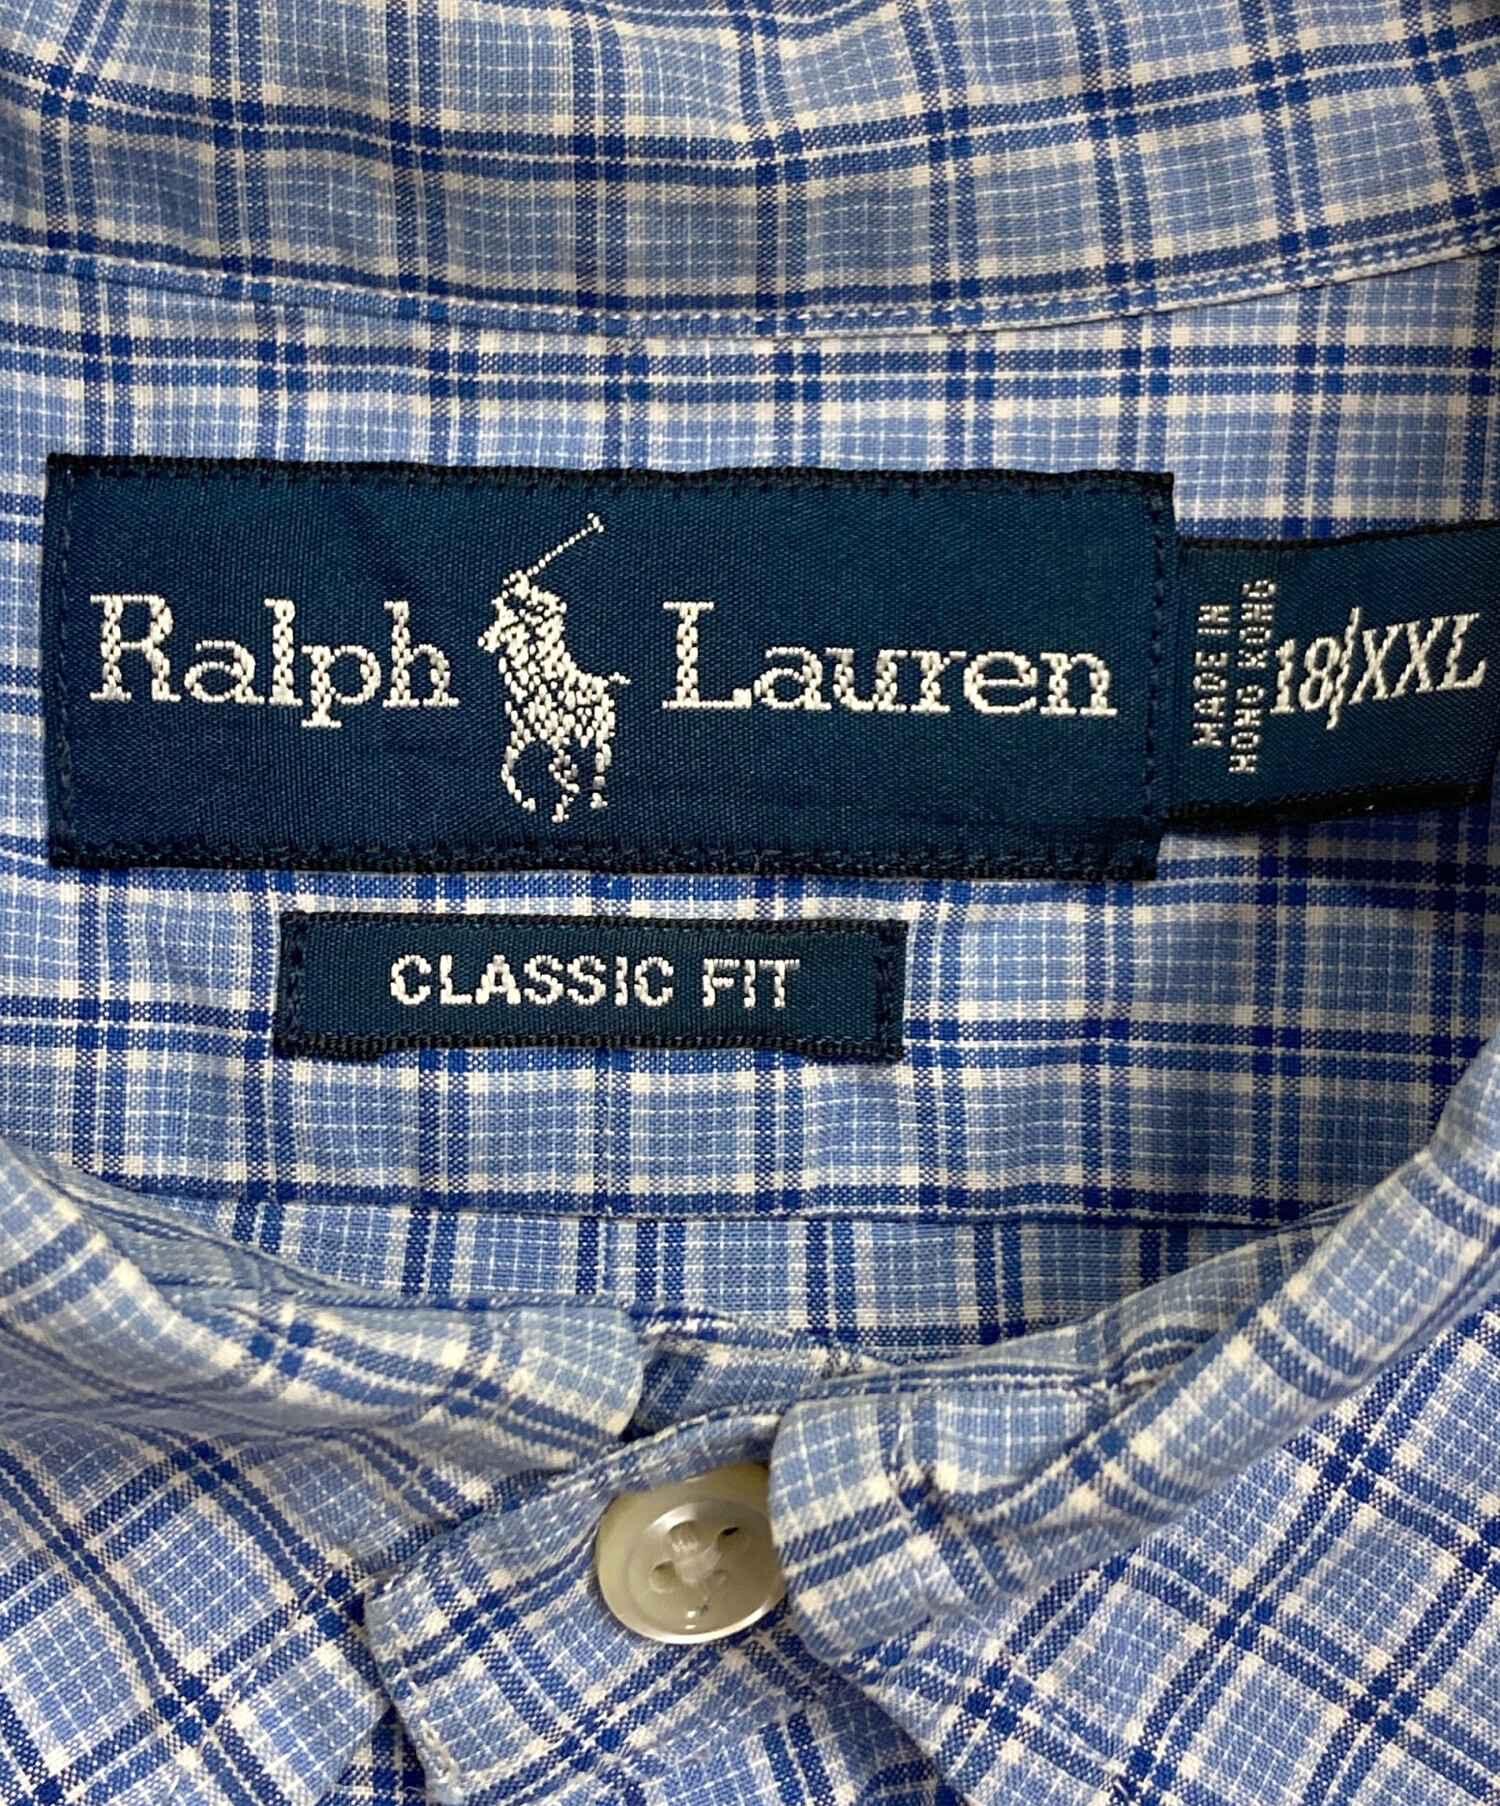 Ralph Lauren
MADE IN
HONG KONG
18/XXL
CLASSIC FIT